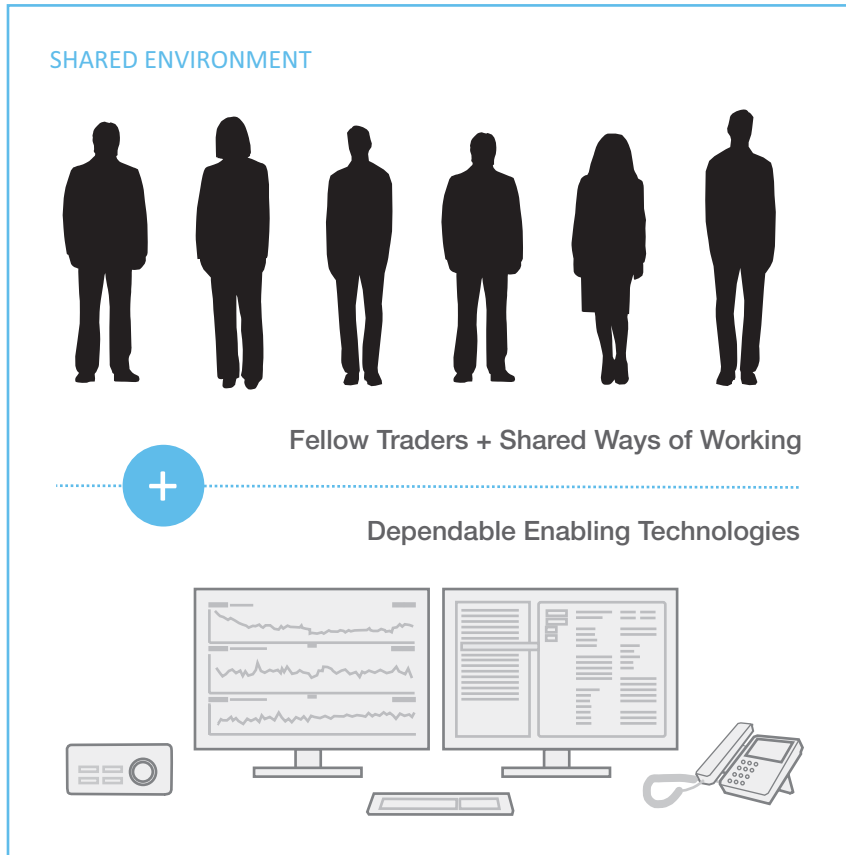 SHARED ENVIRONMENT
Fellow Traders + Shared Ways of Working
+
Dependable Enabling Technologies